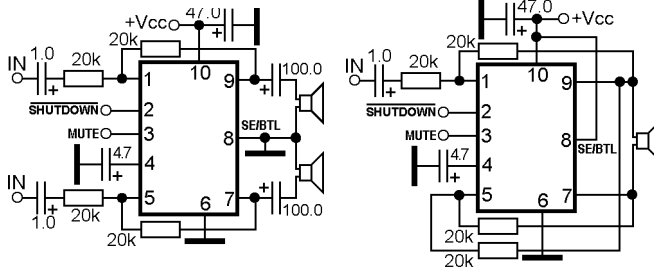 +Vcc 47.0
20k
IN 1.0 20k
100.0
1 10 9
SHUTDOWN 2
MUTE 3
8 SE/BTL
4.7 4
IN 5 6 7
1.0 20k
20k
100.0
47.0 +Vcc
20k
IN 1.0 20k
1 10 9
SHUTDOWN 2
MUTE 3
8 SE/BTL
4.7 4
5 6 7
20k
20k